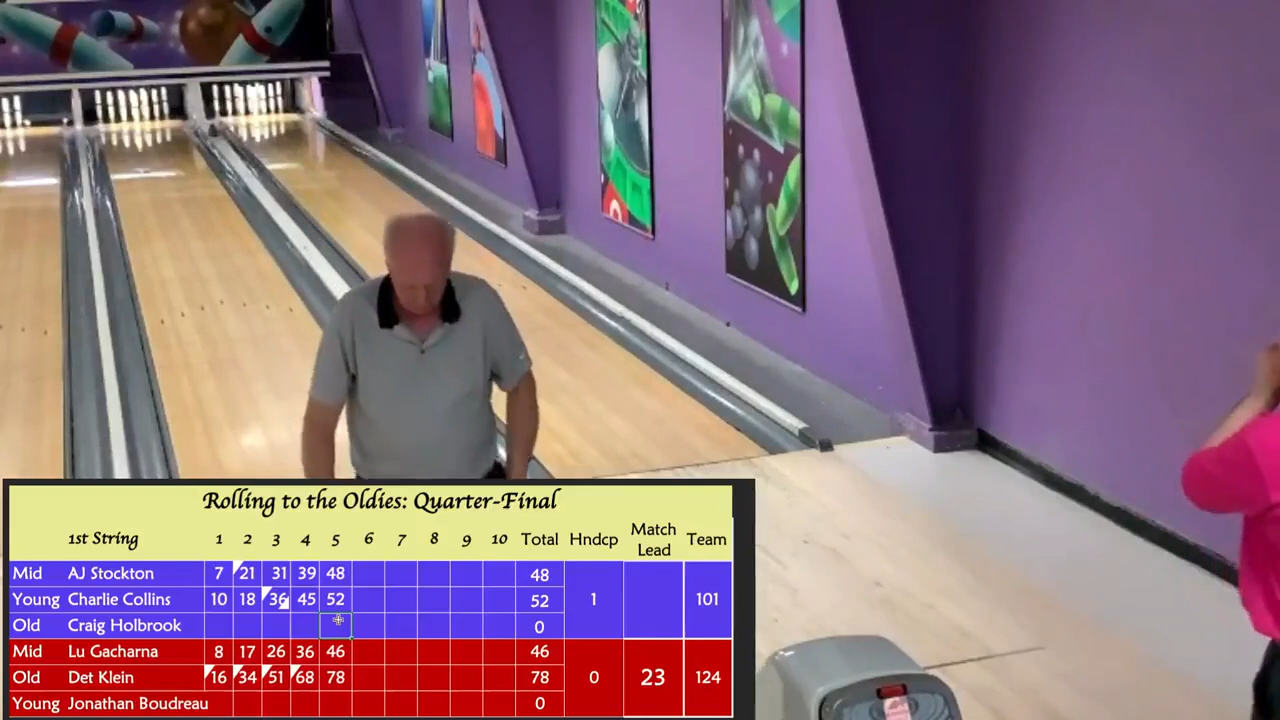 Rolling to the Oldies: Quarter-Final
1st String 1 2 3 4 5 6 7 8 9 10 Total Hndcp Match Lead Team
Mid AJ Stockton 7 21 31 39 48 48
Young Charlie Collins 10 18 36 45 52 52 1 101
Old Craig Holbrook 0
Mid Lu Gacharna 8 17 26 36 46 46
Old Det Klein 16 34 51 68 78 78 0 23 124
Young Jonathan Boudreau 0